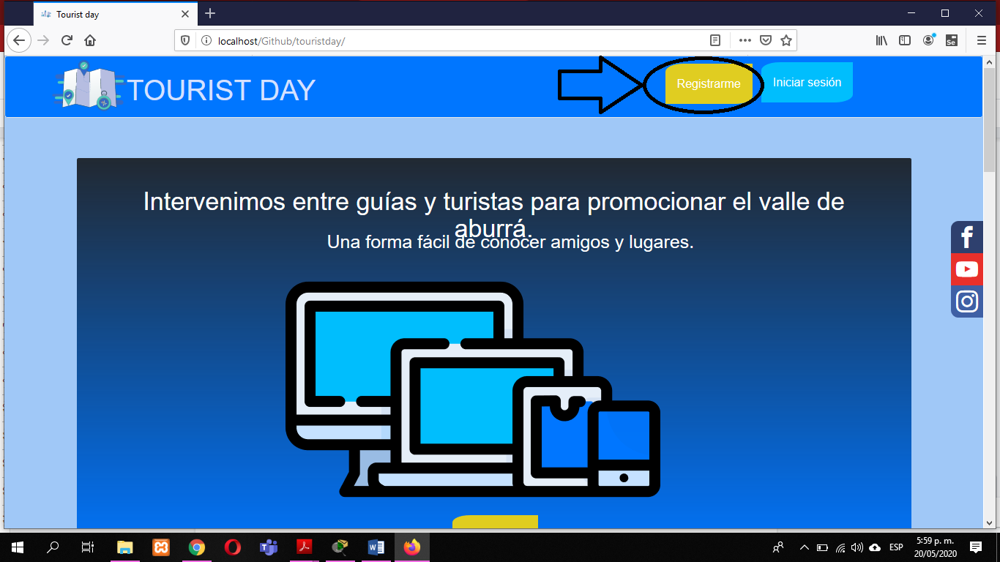 Tourist day
localhost/Github/touristday/
Se
TOURIST DAY
Registrarme
Iniciar sesión
Intervenimos entre guías y turistas para promocionar el valle de
aburrá.
Una forma fácil de conocer amigos y lugares.
ESP
5:59 p. m.
20/05/2020